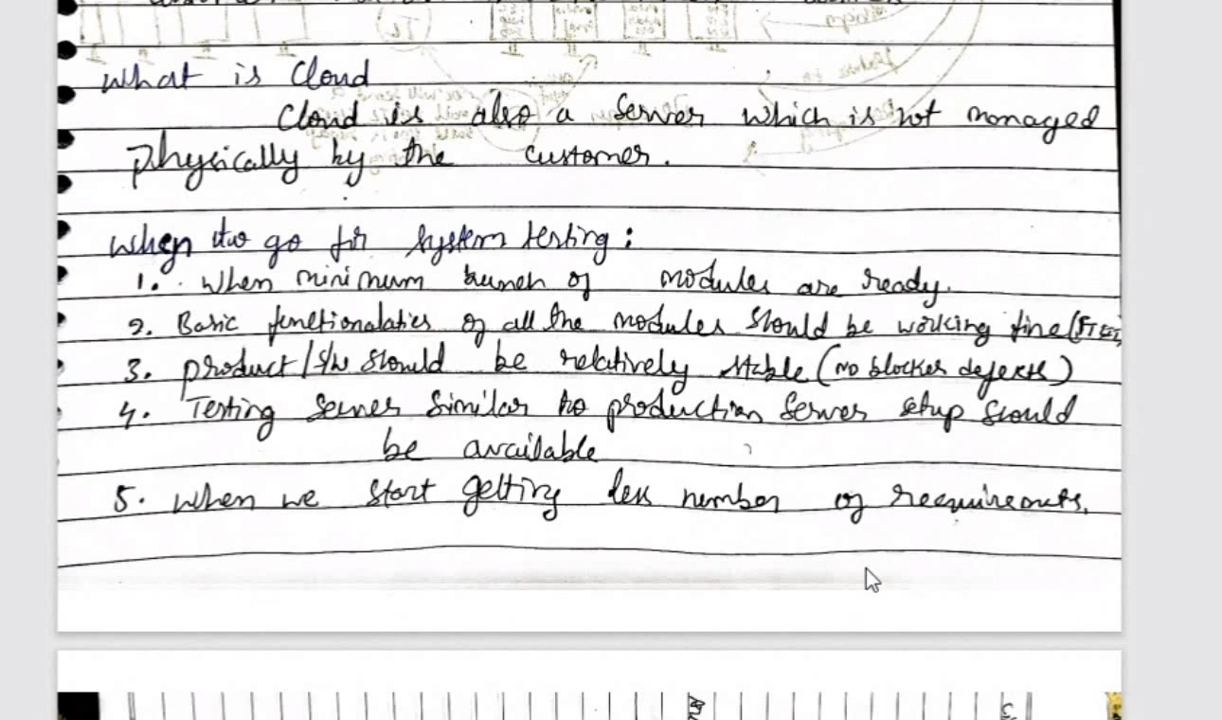 What is Cloud
Cloud is also a Server which is not managed
physically by the customer.
When to go for System testing :
1. When minimum bunch of modules are ready.
2. Basic functionalaties of all the modules should be working fine (
3. product / s/w should be relatively stable (no blocker defects)
4. Testing server similar to production server setup should
be available
5. When we start getting less number of requirements.